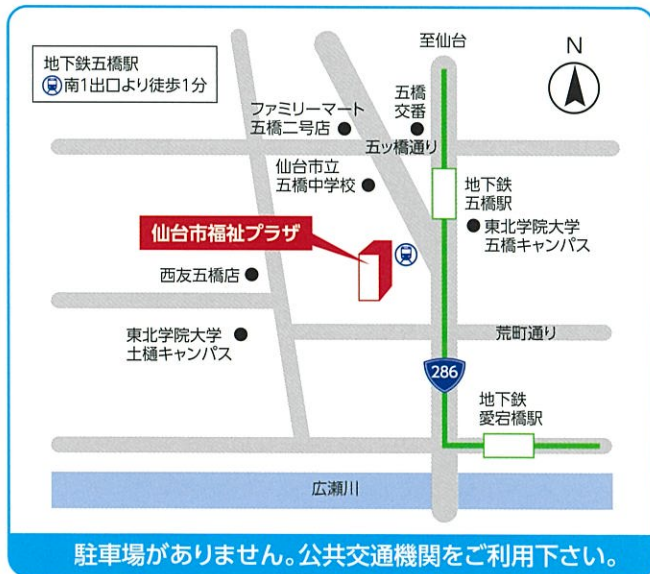 至仙台
N
地下鉄五橋駅
南1出口より徒歩1分
五橋
交番
ファミリーマート
五橋二号店
五ッ橋通り
仙台市立
五橋中学校
地下鉄
五橋駅
東北学院大学
五橋キャンパス
仙台市福祉プラザ
西友五橋店
東北学院大学
土樋キャンパス
荒町通り
286
地下鉄
愛宕橋駅
広瀬川
駐車場がありません。公共交通機関をご利用下さい。